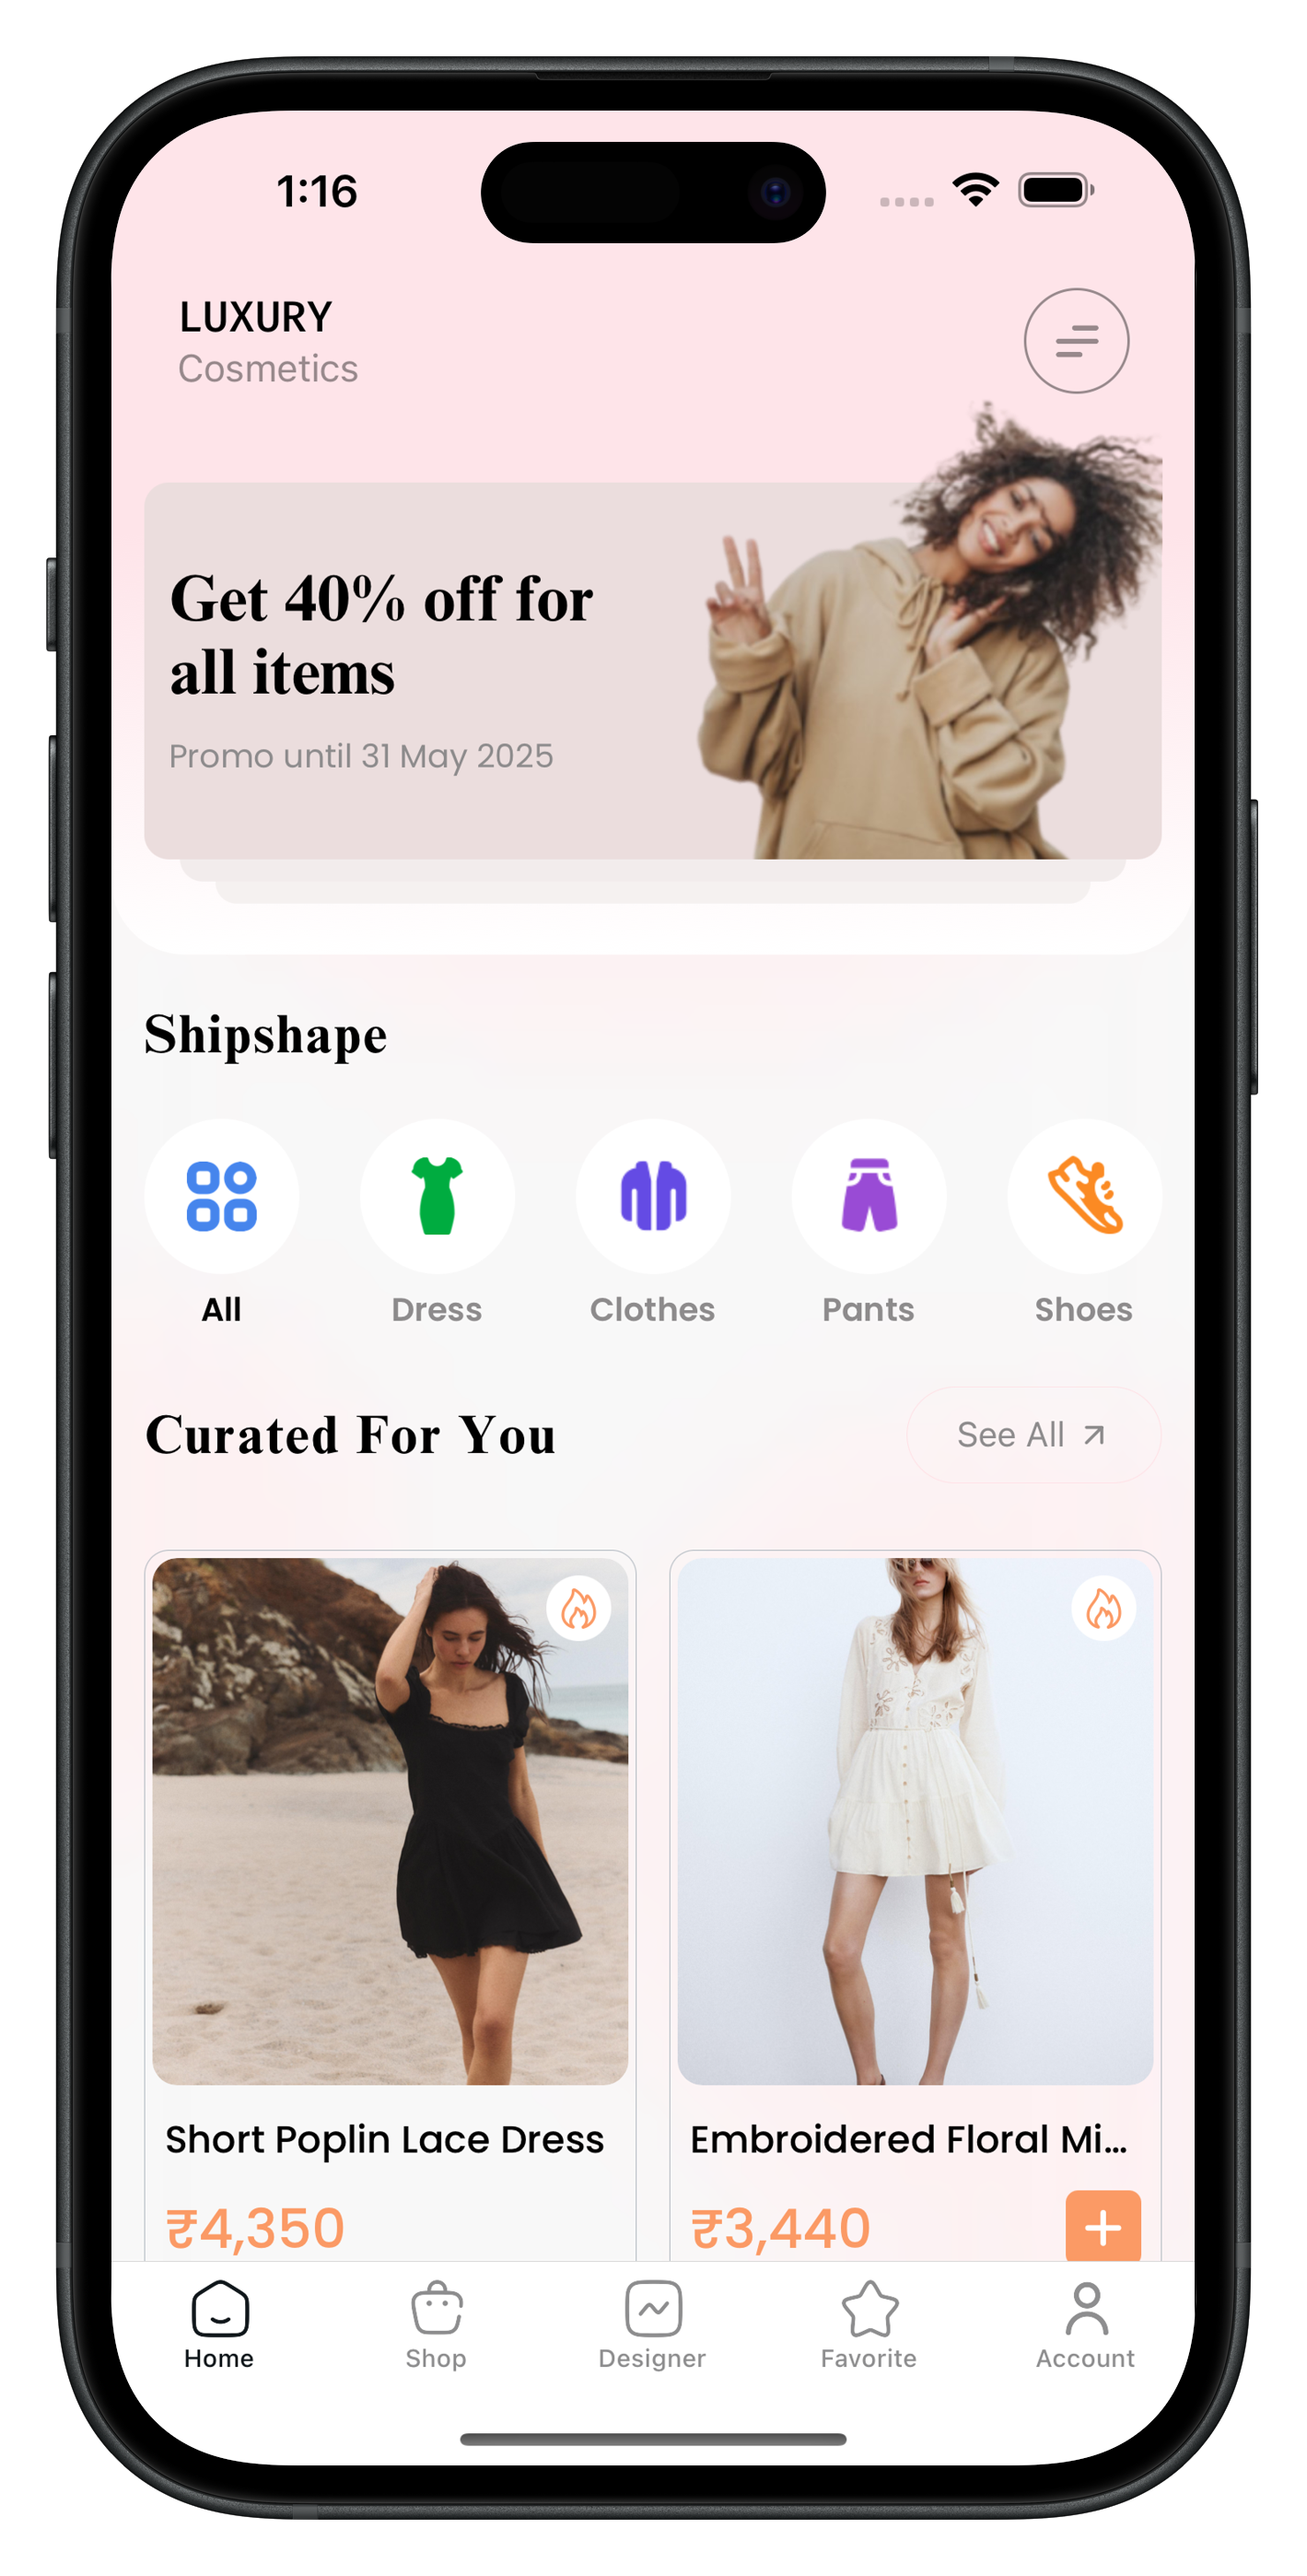 1:16
LUXURY
Cosmetics
Get 40% off for
all items
Promo until 31 May 2025
Shipshape
All
Dress
Clothes
Pants
Shoes
Curated For You
See All
Short Poplin Lace Dress
Embroidered Floral Mi...
₹4,350
₹3,440
Home
Shop
Designer
Favorite
Account